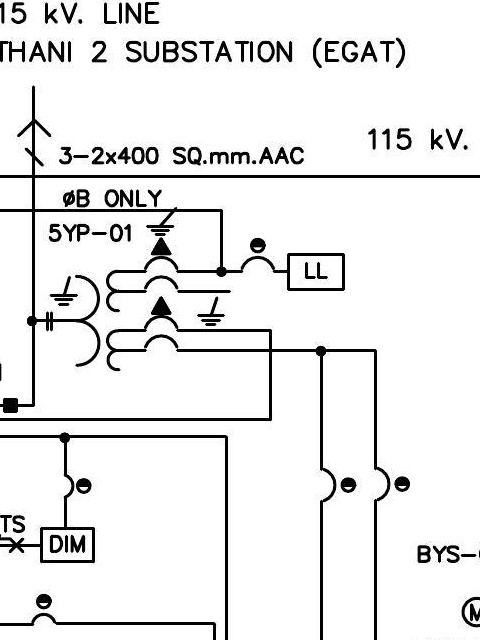 15 kV. LINE
THANI 2 SUBSTATION (EGAT)
115 kV.
3-2x400 SQ.mm.AAC
øB ONLY
5YP-01
LL
TS
DIM
BYS-
M